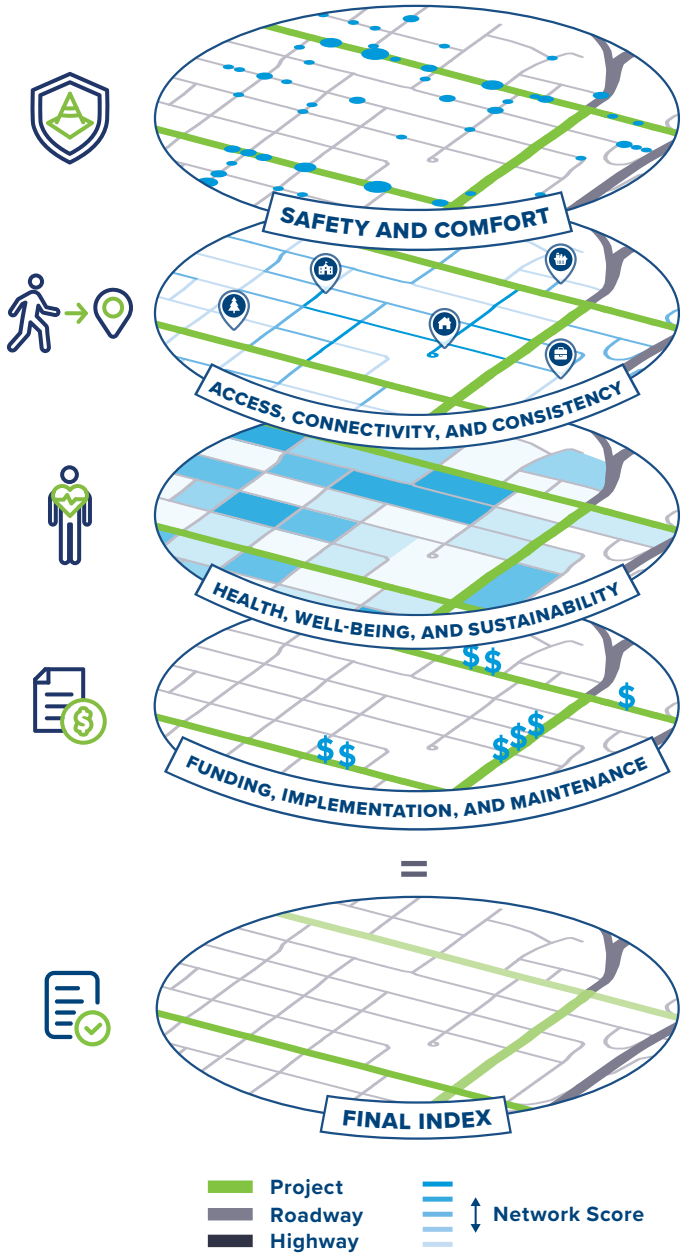 SAFETY AND COMFORT
ACCESS, CONNECTIVITY, AND CONSISTENCY
HEALTH, WELL-BEING, AND SUSTAINABILITY
$$
$
$$$
$$
$
FUNDING, IMPLEMENTATION, AND MAINTENANCE
=
FINAL INDEX
Project
Roadway
Highway
Network Score